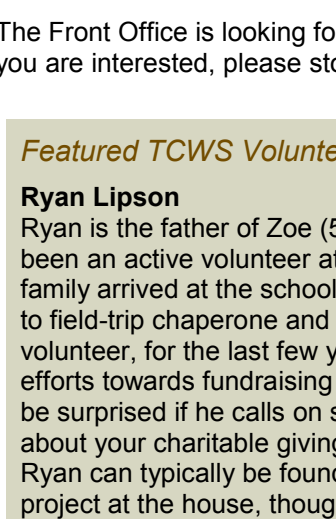 The Front Office is looking fo
you are interested, please sto
Featured TCWS Volunte
Ryan Lipson
Ryan is the father of Zoe (5
been an active volunteer at
family arrived at the school
to field-trip chaperone and
volunteer, for the last few y
efforts towards fundraising
be surprised if he calls on s
about your charitable giving
Ryan can typically be found
project at the house, thoug